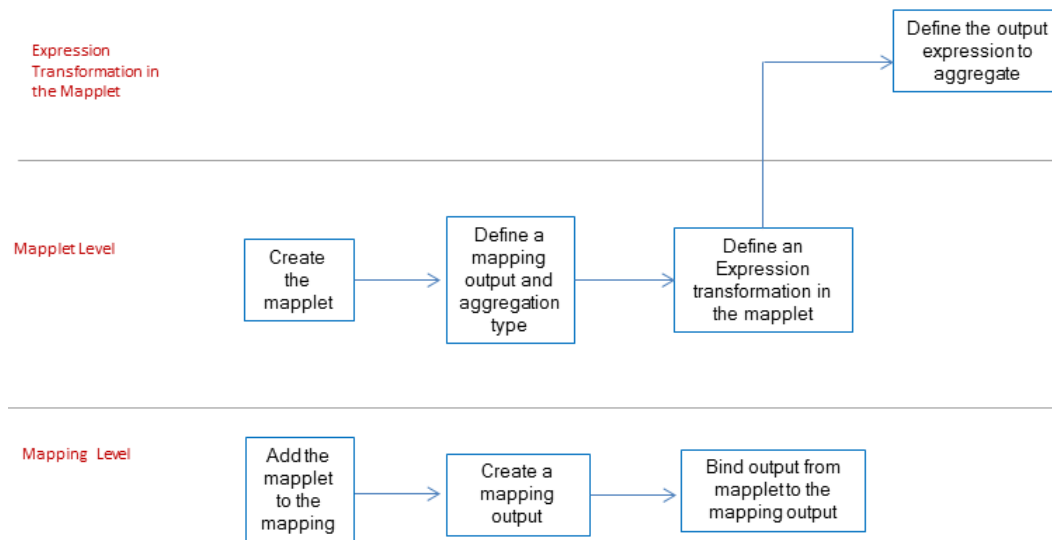 Expression
Transformation in
the Mapplet
Define the output
expression to
aggregate
Mapplet Level
Create
the
mapplet
Define a
mapping
output and
aggregation
type
Define an
Expression
transformation in
the mapplet
Mapping Level
Add the
mapplet
to the
mapping
Create a
mapping
output
Bind output from
mapplet to the
mapping output